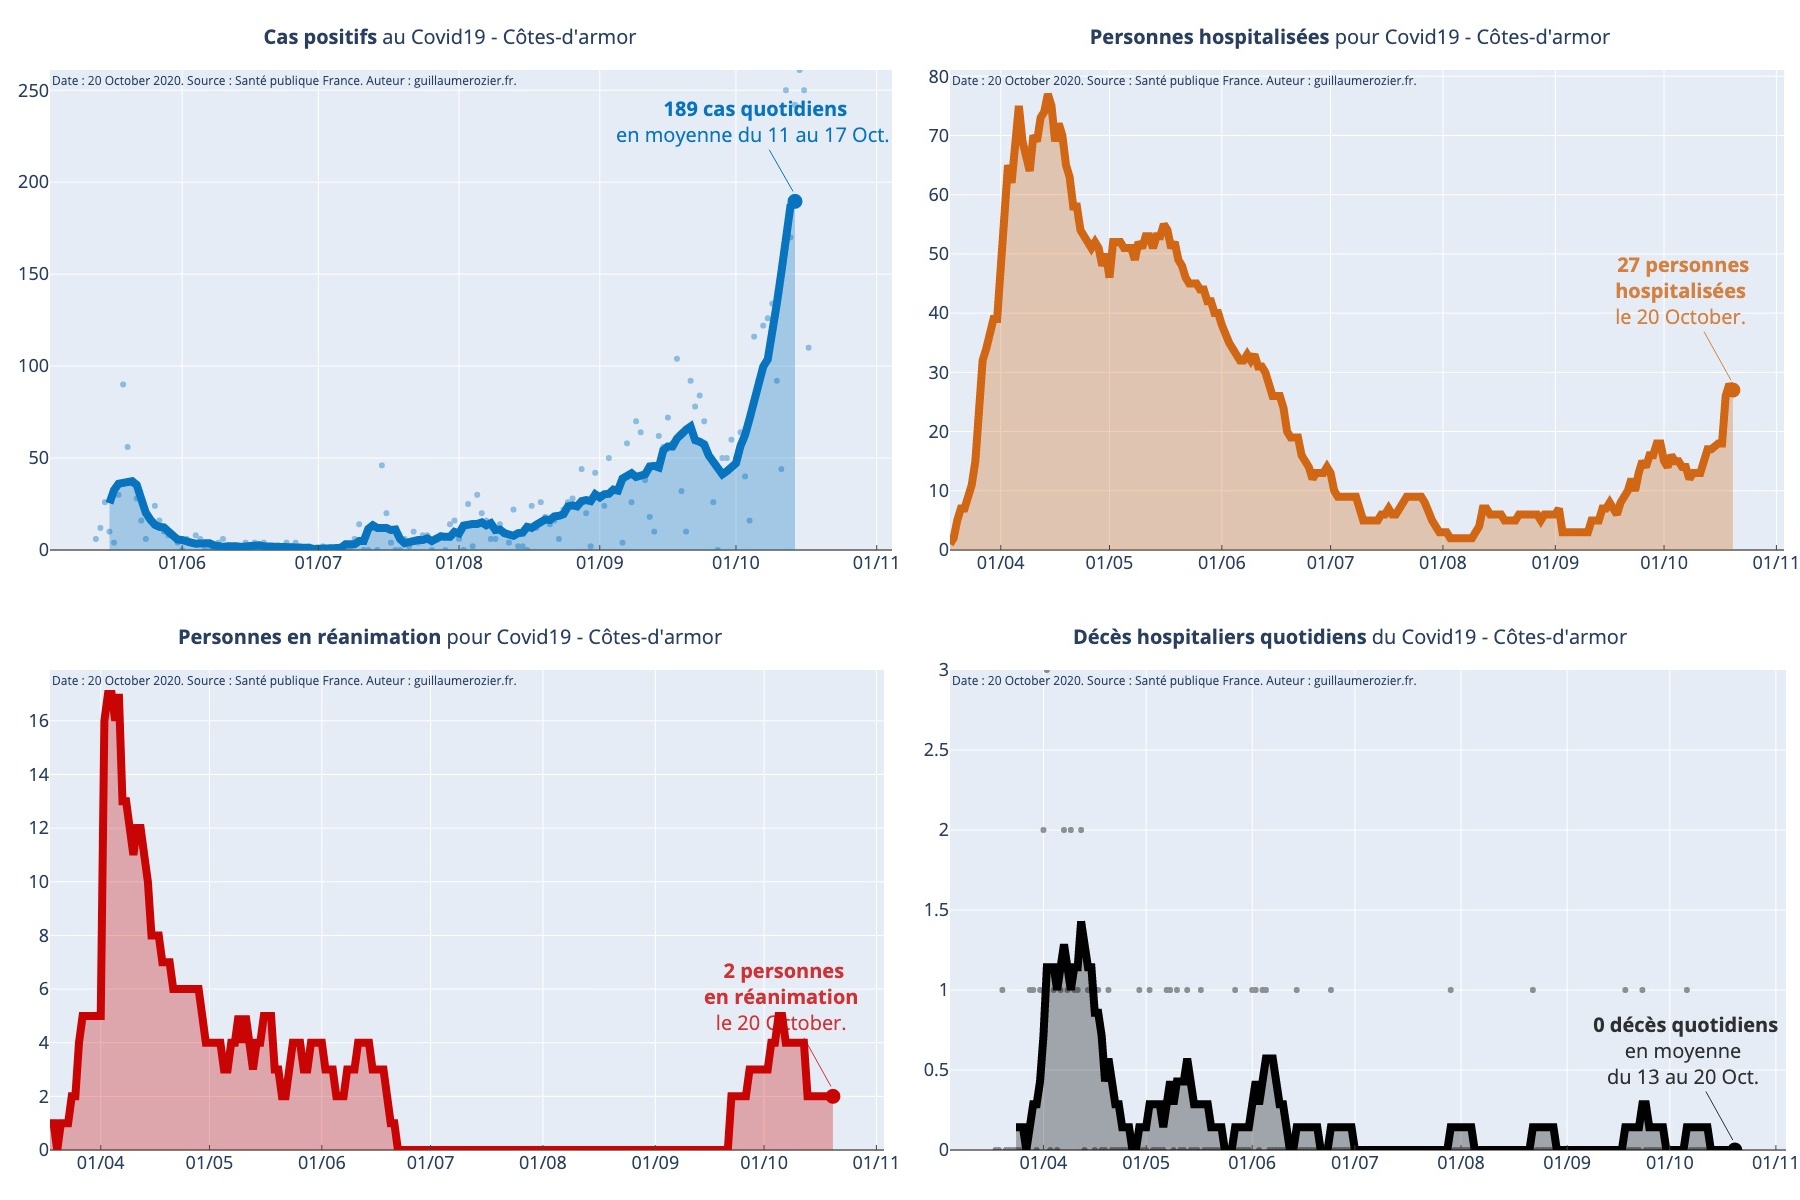 Cas positifs au Covid19 - Côtes-d'armor
Date : 20 October 2020. Source : Santé publique France. Auteur : guillaumerozier.fr.
189 cas quotidiens
en moyenne du 11 au 17 Oct.
250
200
150
100
50
0
01/06 01/07 01/08 01/09 01/10 01/11
Personnes hospitalisées pour Covid19 - Côtes-d'armor
Date : 20 October 2020. Source : Santé publique France. Auteur : guillaumerozier.fr.
80
70
60
50
40
30
20
10
0
27 personnes
hospitalisées
le 20 October.
01/04 01/05 01/06 01/07 01/08 01/09 01/10 01/11
Personnes en réanimation pour Covid19 - Côtes-d'armor
Date : 20 October 2020. Source : Santé publique France. Auteur : guillaumerozier.fr.
16
14
12
10
8
6
4
2
0
2 personnes
en réanimation
le 20 October.
01/04 01/05 01/06 01/07 01/08 01/09 01/10 01/11
Décès hospitaliers quotidiens du Covid19 - Côtes-d'armor
Date : 20 October 2020. Source : Santé publique France. Auteur : guillaumerozier.fr.
3
2.5
2
1.5
1
0.5
0
0 décès quotidiens
en moyenne
du 13 au 20 Oct.
01/04 01/05 01/06 01/07 01/08 01/09 01/10 01/11